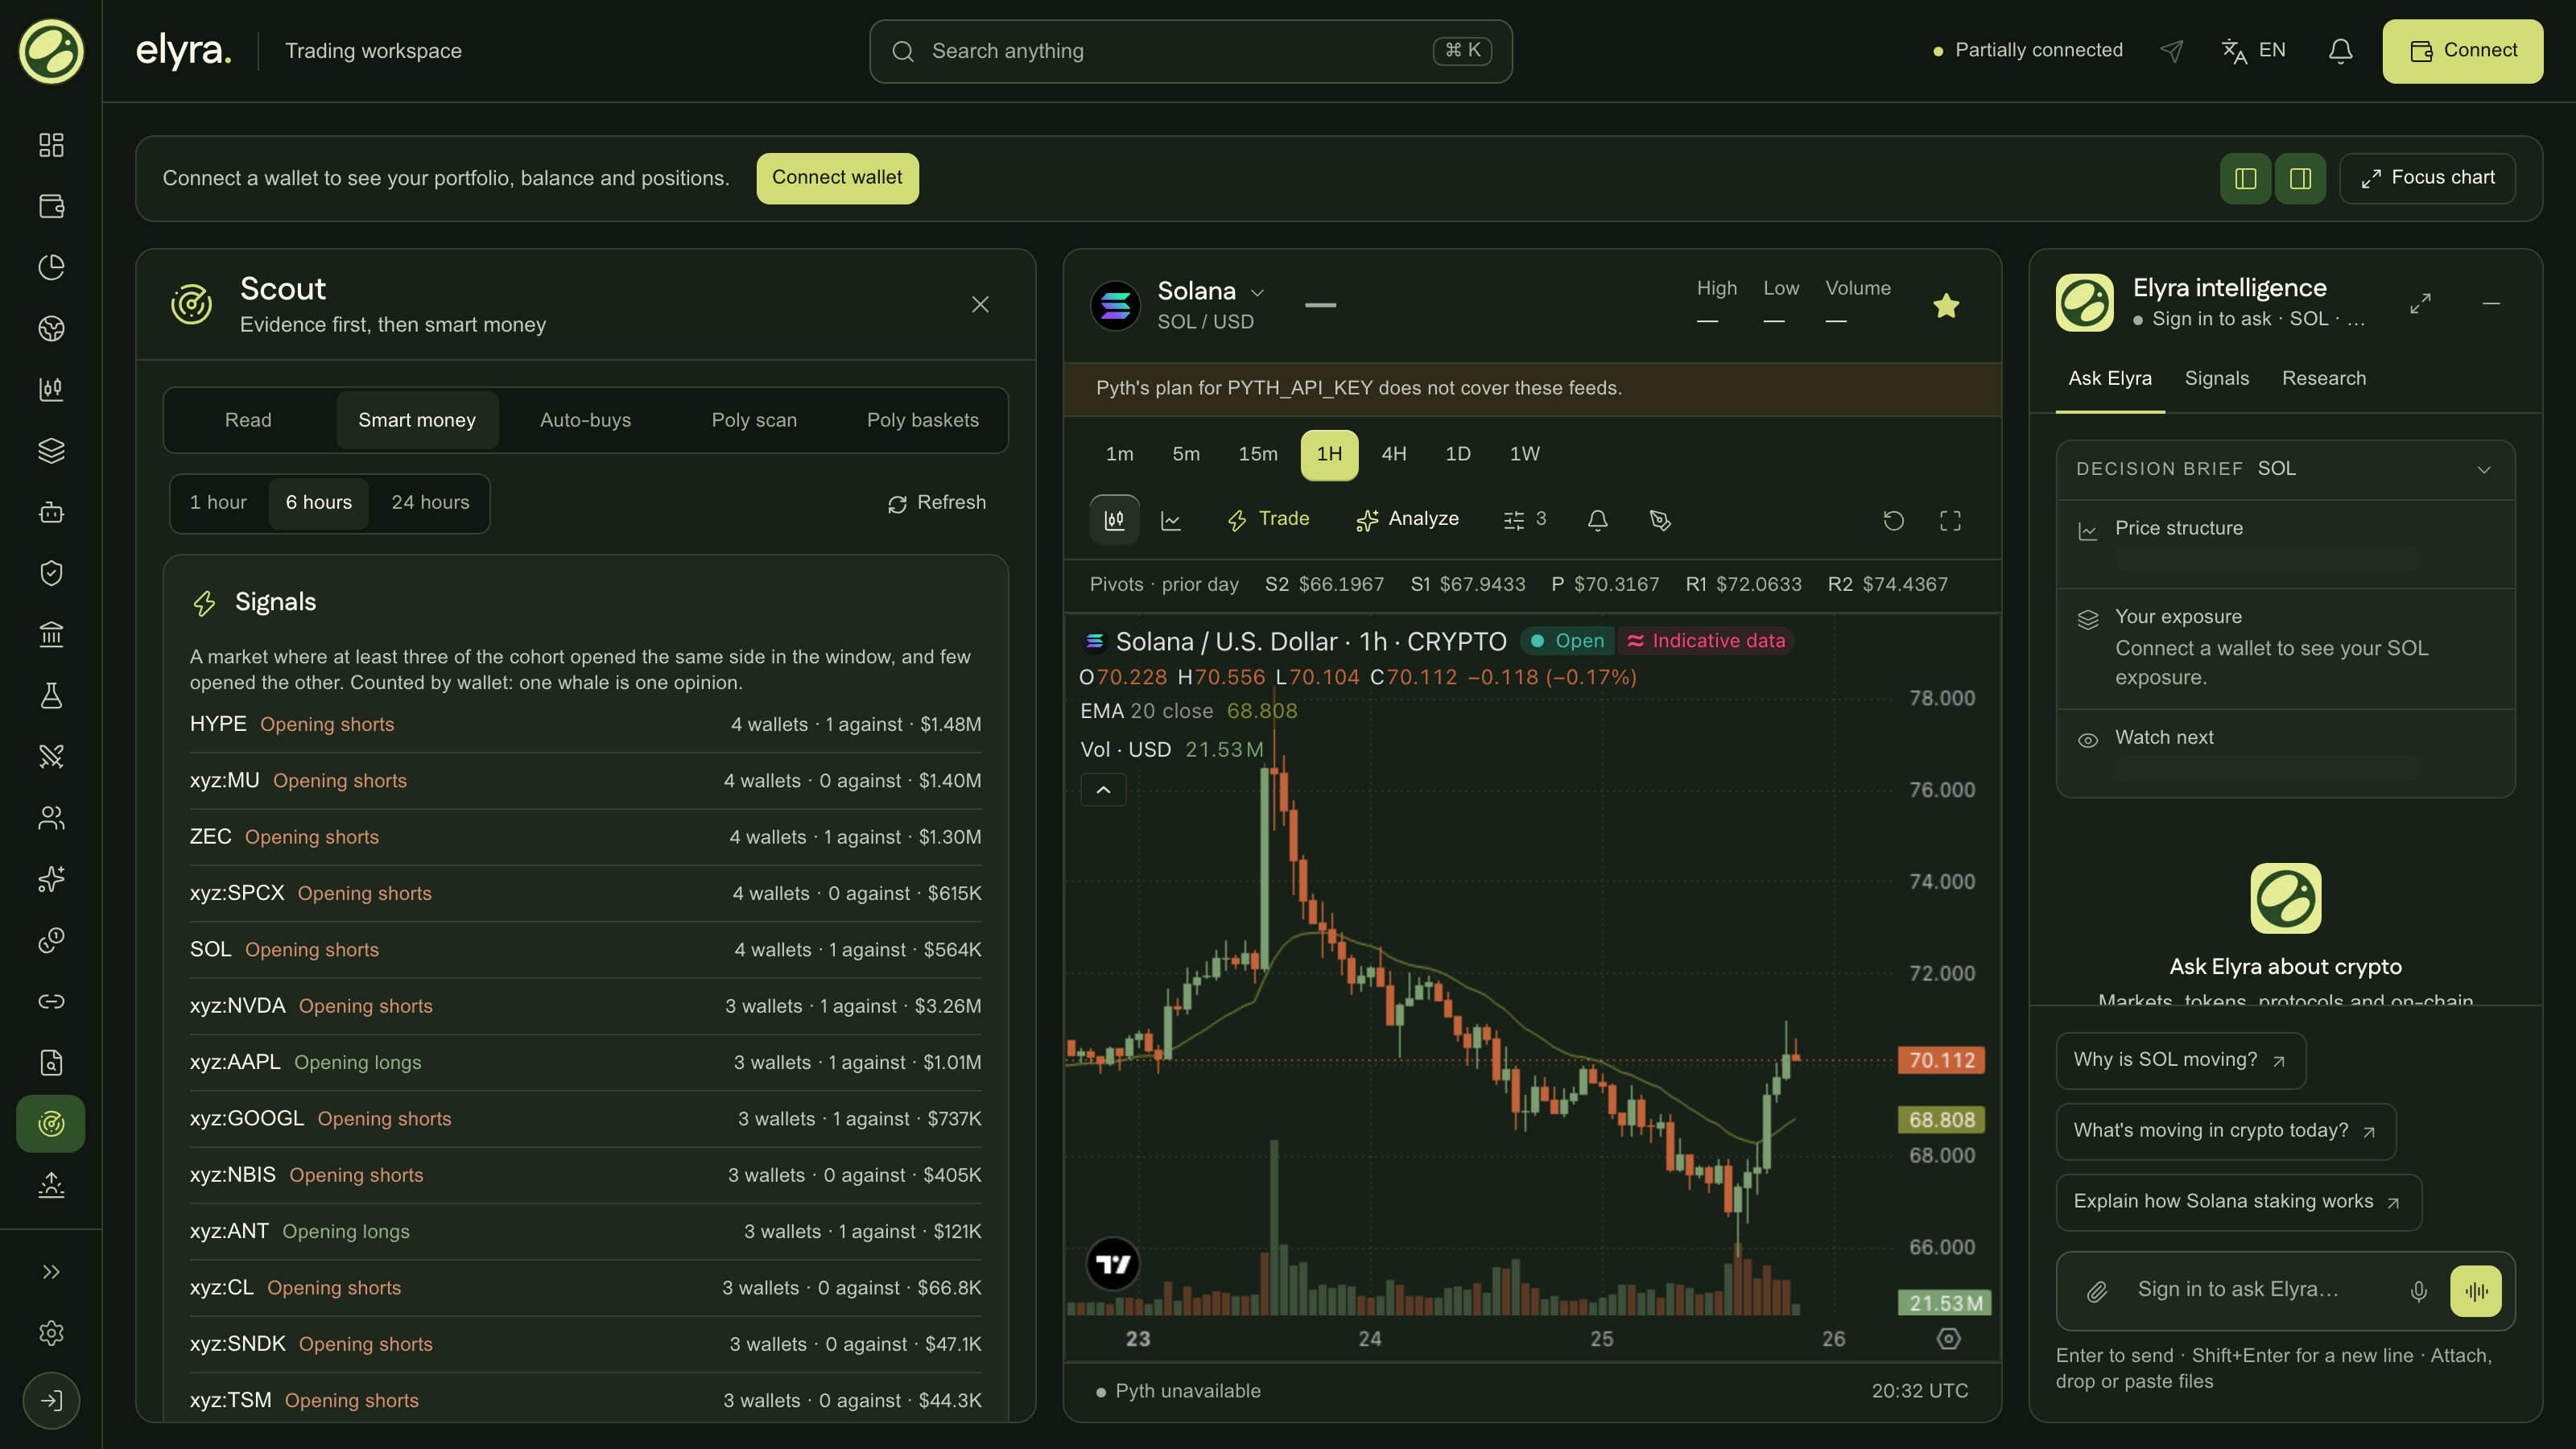 elyra.
Trading workspace
Search anything
⌘ K
Partially connected
EN
Connect
Connect a wallet to see your portfolio, balance and positions.
Connect wallet
Focus chart
Scout
Evidence first, then smart money
Read
Smart money
Auto-buys
Poly scan
Poly baskets
1 hour
6 hours
24 hours
Refresh
Signals
A market where at least three of the cohort opened the same side in the window, and few
opened the other. Counted by wallet: one whale is one opinion.
HYPE Opening shorts 4 wallets · 1 against · $1.48M
xyz:MU Opening shorts 4 wallets · 0 against · $1.40M
ZEC Opening shorts 4 wallets · 1 against · $1.30M
xyz:SPCX Opening shorts 4 wallets · 0 against · $615K
SOL Opening shorts 4 wallets · 1 against · $564K
xyz:NVDA Opening shorts 3 wallets · 1 against · $3.26M
xyz:AAPL Opening longs 3 wallets · 1 against · $1.01M
xyz:GOOGL Opening shorts 3 wallets · 1 against · $737K
xyz:NBIS Opening shorts 3 wallets · 0 against · $405K
xyz:ANT Opening longs 3 wallets · 1 against · $121K
xyz:CL Opening shorts 3 wallets · 0 against · $66.8K
xyz:SNDK Opening shorts 3 wallets · 0 against · $47.1K
xyz:TSM Opening shorts 3 wallets · 0 against · $44.3K
Solana
SOL / USD
—
High Low Volume
— — —
Pyth's plan for PYTH_API_KEY does not cover these feeds.
1m 5m 15m 1H 4H 1D 1W
Trade
Analyze
3
Pivots · prior day S2 $66.1967 S1 $67.9433 P $70.3167 R1 $72.0633 R2 $74.4367
Solana / U.S. Dollar · 1h · CRYPTO
Open
Indicative data
O70.228 H70.556 L70.104 C70.112 −0.118 (−0.17%)
EMA 20 close 68.808
Vol · USD 21.53M
78.000
76.000
74.000
72.000
70.112
68.808
68.000
66.000
21.53M
23 24 25 26
Pyth unavailable
20:32 UTC
Elyra intelligence
Sign in to ask · SOL · …
Ask Elyra
Signals
Research
DECISION BRIEF SOL
Price structure
Your exposure
Connect a wallet to see your SOL
exposure.
Watch next
Ask Elyra about crypto
Markets, tokens, protocols and on-chain
Why is SOL moving?
What's moving in crypto today?
Explain how Solana staking works
Sign in to ask Elyra…
Enter to send · Shift+Enter for a new line · Attach,
drop or paste files